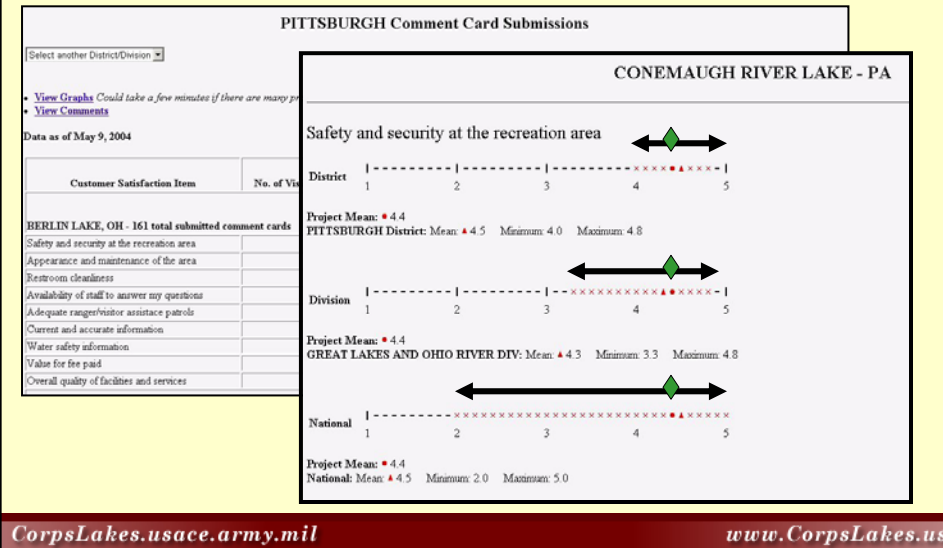 PITTSBURGH Comment Card Submissions
Select another District/Division
View Graphs Could take a few minutes if there are many
View Comments
Data as of May 9, 2004
Customer Satisfaction Item No. of
BERLIN LAKE, OH - 161 total submitted comment cards
Safety and security at the recreation area
Appearance and maintenance of the area
Restroom cleanliness
Availability of staff to answer my questions
Adequate ranger/visitor assistace patrols
Current and accurate information
Water safety information
Value for fee paid
Overall quality of facilities and services
CONEMAUGH RIVER LAKE - PA
Safety and security at the recreation area
District
1 2 3 4 5
Project Mean: 4.4
PITTSBURGH District: Mean: 4.5 Minimum: 4.0 Maximum: 4.8
Division
1 2 3 4 5
Project Mean: 4.4
GREAT LAKES AND OHIO RIVER DIV: Mean: 4.3 Minimum: 3.3 Maximum: 4.8
National
1 2 3 4 5
Project Mean: 4.4
National: Mean: 4.5 Minimum: 2.0 Maximum: 5.0
CorpsLakes.usace.army.mil www.CorpsLakes.us